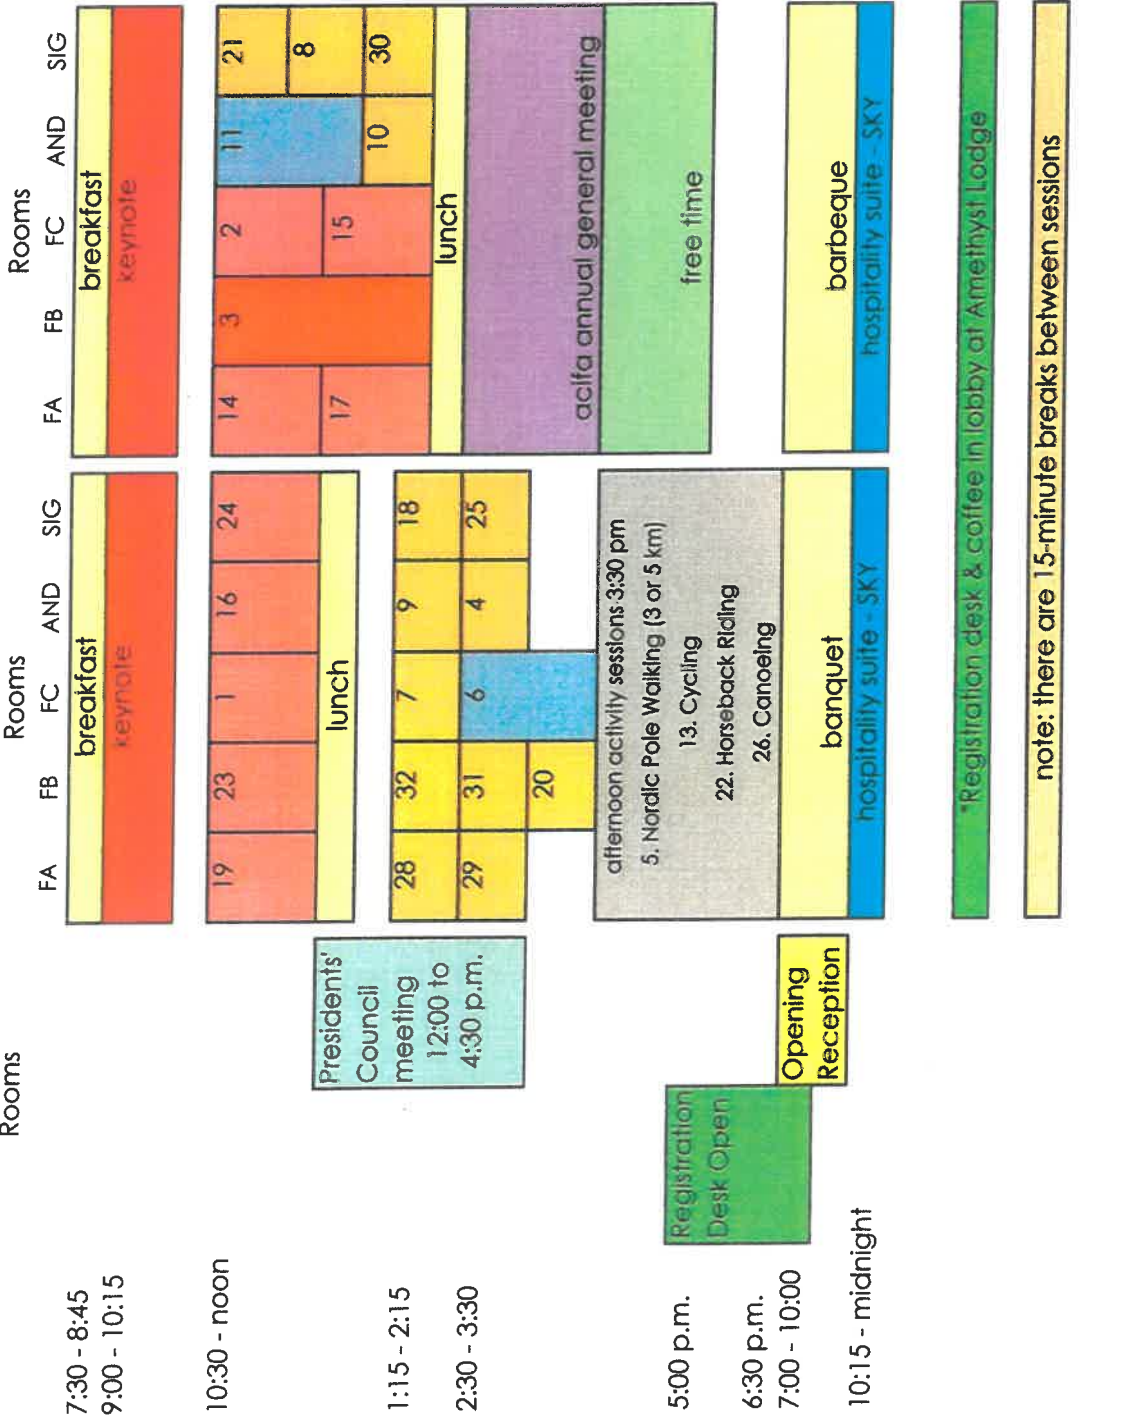 Rooms
Rooms
Rooms
FA FB FC AND SIG
FA FB FC AND SIG
7:30 - 8:45
breakfast
breakfast
9:00 - 10:15
keynote
keynote
10:30 - noon
19 23 1 16 24
14 3 2 11 21
8
17 15
10 30
Presidents'
Council
meeting
12:00 to
4:30 p.m.
lunch
lunch
1:15 - 2:15
28 32 7 9 18
2:30 - 3:30
29 31 6 4 25
20
aclfa annual general meeting
afternoon activity sessions 3:30 pm
5. Nordic Pole Walking (3 or 5 km)
13. Cycling
22. Horseback Riding
26. Canoeing
free time
5:00 p.m.
Registration
Desk Open
6:30 p.m.
7:00 - 10:00
Opening
Reception
banquet
barbeque
10:15 - midnight
hospitality suite - SKY
hospitality suite - SKY
*Registration desk & coffee in lobby at Amethyst Lodge
note: there are 15-minute breaks between sessions